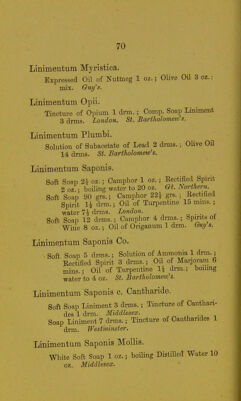 70
Linimentum Myristica.
Expressed Oil of Nutmeg 1 oz.; Olive Oil 3 oz.:
mix. Guy's.
Linimentum Opii.
Tincture of Opium 1 drm.; Comp. Soap Liniment
3 drms. London. St. Bartholomew's.
Linimentum Plumbi.
Solution of Subacetate of Lead 2 drms.; Olive Oil
14 drms. St. Bartholomew's.
Linimentum Saponis.
Soft Soap 2½ oz.; Camphor 1 oz.; Rectified Spirit
2 oz.; boiling water to 20 oz. Gt. Northern.
Soft Soap 90 grs.; Camphor 22½ grs.; Rectified
Spirit 1½ drm.; Oil of Turpentine 15 mins.;
water 7½ drms. London.
Soft Soap 12 drms.; Camphor 4 drms.; Spirits of
Wine 8 oz.; Oil of Origanum 1 drm. Guy's.
Linimentum Saponis Co.
Soft Soap 5 drms.; Solution of Ammonia 1 drm.;
Rectified Spirit 3 drms.; Oil of Marjoram 6
mins.; Oil of Turpentine 1½ drm.; boiling
water to 4 oz. St. Bartholomew's.
Linimentum Saponis c. Cantharide.
Soft Soap Liniment 3 drms.; Tincture of Canthari-
des 1 drm. Middlesex.
Soap Liniment 7 drms.; Tincture of Cantharides 1
drm. Westminster.
Linimentum Saponis Mollis.
White Soft Soap 1 oz.; boiling Distilled Water 10
oz. Middlesex.